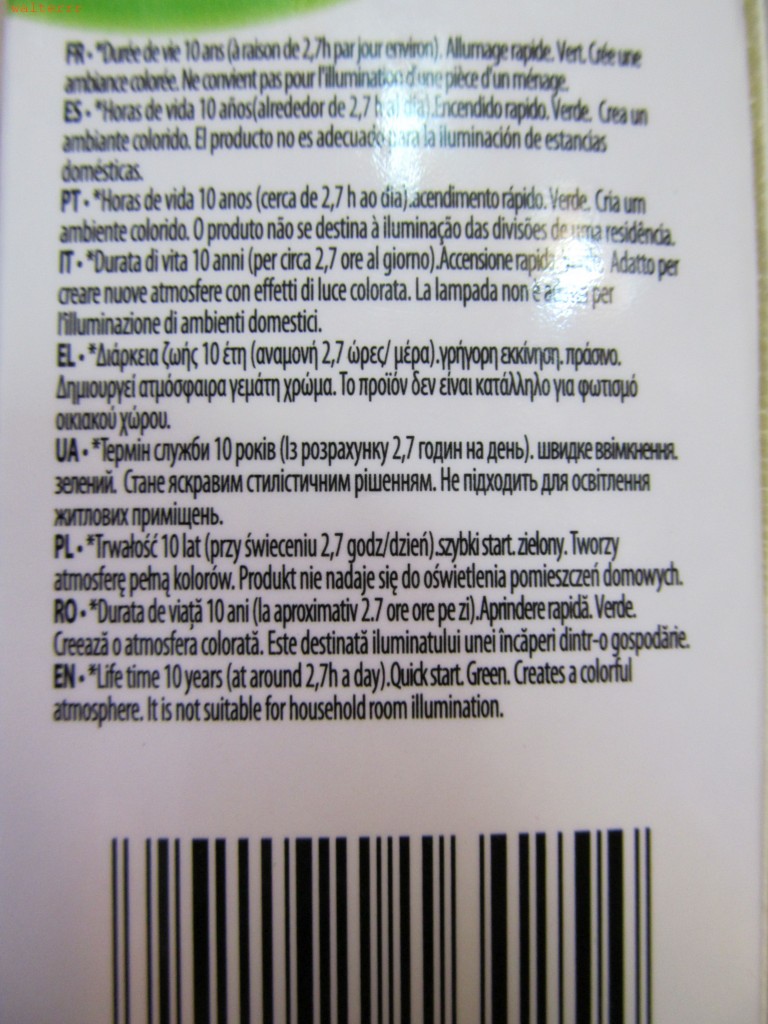 FR • *Durée de vie 10 ans (à raison de 2,7h par jour environ). Allumage rapide. Vert. Crée une
ambiance colorée. Ne convient pas pour l'illumination d'une pièce d'un ménage.
ES • *Horas de vida 10 años(alrededor de 2,7 h al día).Encendido rapido. Verde. Crea un
ambiante colorido. El producto no es adecuado para la iluminación de estancias
domésticas.
PT • *Horas de vida 10 anos (cerca de 2,7 h ao dia).acendimento rápido. Verde. Cria um
ambiente colorido. O produto não se destina à iluminação das divisões de uma residência.
IT • *Durata di vita 10 anni (per circa 2,7 ore al giorno).Accensione rapida. Adatto per
creare nuove atmosfere con effetti di luce colorata. La lampada non è per
l'illuminazione di ambienti domestici.
EL • *Διάρκεια ζωής 10 έτη (αναμονή 2,7 ώρες/ μέρα).γρήγορη εκκίνηση. πράσινο.
Δημιουργεί ατμόσφαιρα γεμάτη χρώμα. Το προϊόν δεν είναι κατάλληλο για φωτισμό
οικιακού χώρου.
UA • *Термін служби 10 років (Із розрахунку 2,7 годин на день). швидке ввімкнення.
зелений. Стане яскравим стилістичним рішенням. Не підходить для освітлення
житлових приміщень.
PL • *Trwałość 10 lat (przy świeceniu 2,7 godz/dzień).szybki start. zielony. Tworzy
atmosferę pełną kolorów. Produkt nie nadaje się do oświetlenia pomieszczeń domowych.
RO • *Durata de viață 10 ani (la aproximativ 2.7 ore ore pe zi).Aprindere rapidă. Verde.
Creează o atmosfera colorată. Este destinată iluminatului unei încăperi dintr-o gospodărie.
EN • *Life time 10 years (at around 2,7h a day).Quick start. Green. Creates a colorful
atmosphere. It is not suitable for household room illumination.